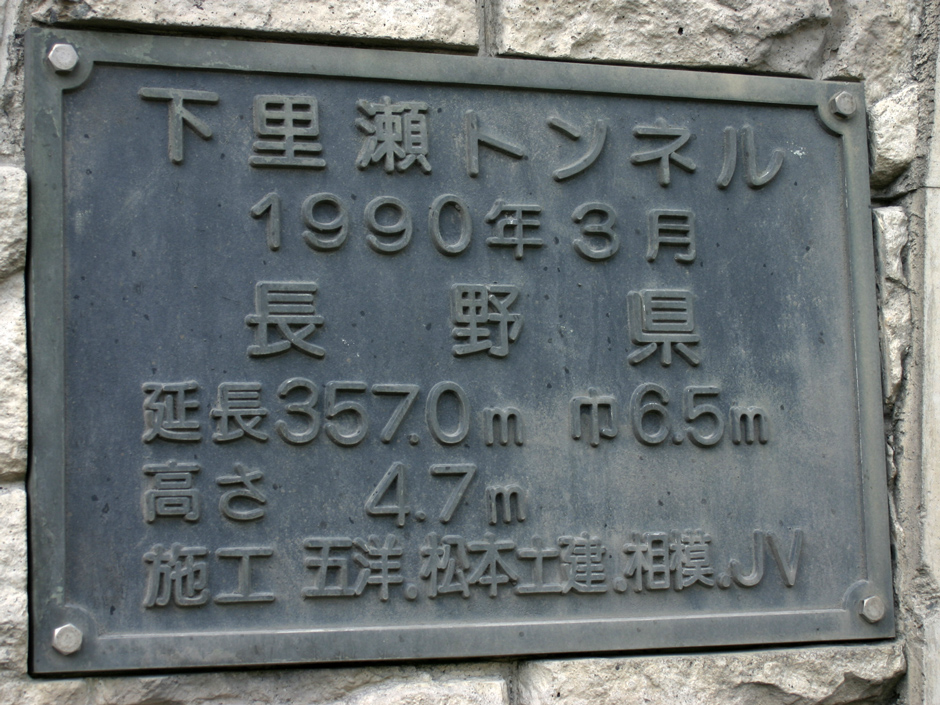 下里瀬トンネル
1990年3月
長野県
延長3570.0m 巾6.5m
高さ 4.7m
施工 五洋.松本土建.相模.JV